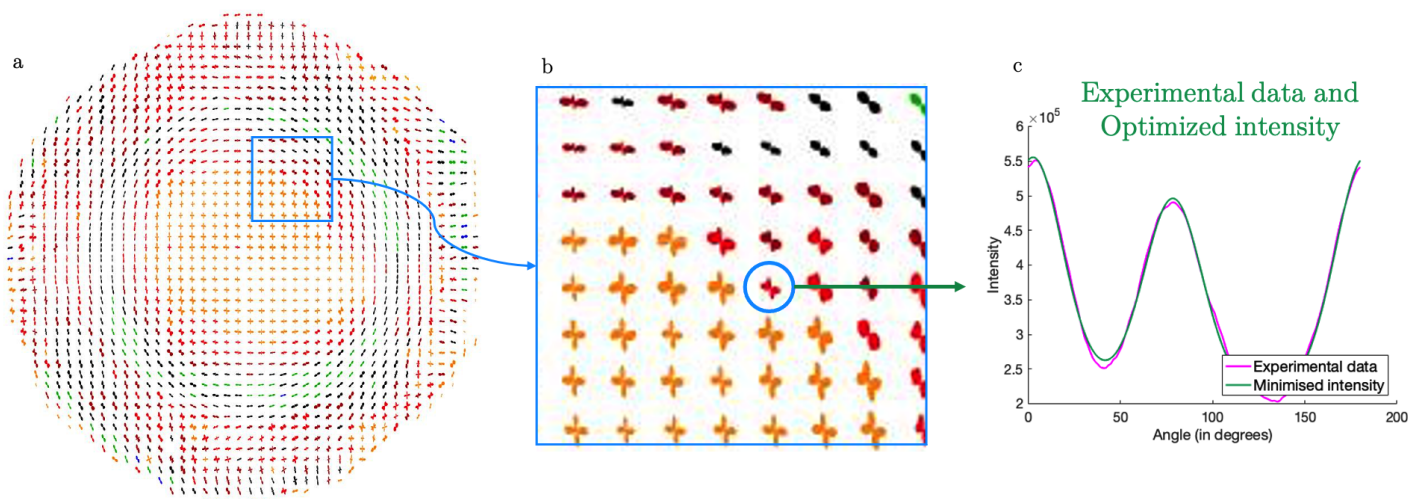 a
b
c
Experimental data and
Optimized intensity
×10⁵
6
5.5
5
4.5
4
3.5
3
2.5
2
Intensity
0
50
100
150
200
Angle (in degrees)
Experimental data
Minimised intensity